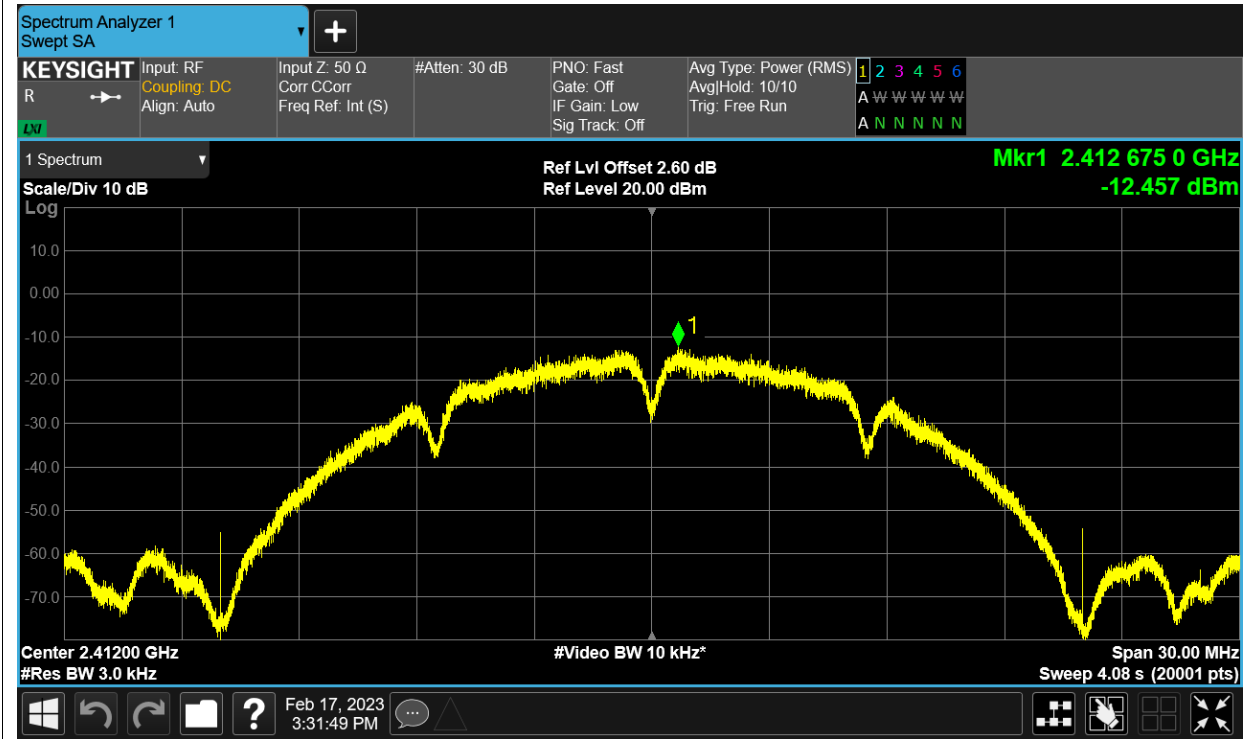 Spectrum Analyzer 1
Swept SA
KEYSIGHT
R
LXI
Input: RF
Coupling: DC
Align: Auto
Input Z: 50 Ω
Corr CCorr
Freq Ref: Int (S)
#Atten: 30 dB
PNO: Fast
Gate: Off
IF Gain: Low
Sig Track: Off
Avg Type: Power (RMS)
Avg|Hold: 10/10
Trig: Free Run
1 2 3 4 5 6
A W W W W W
A N N N N N
1 Spectrum
Scale/Div 10 dB
Log
Ref Lvl Offset 2.60 dB
Ref Level 20.00 dBm
Mkr1 2.412 675 0 GHz
-12.457 dBm
10.0
0.00
-10.0
-20.0
-30.0
-40.0
-50.0
-60.0
-70.0
1
Center 2.41200 GHz
#Res BW 3.0 kHz
#Video BW 10 kHz*
Span 30.00 MHz
Sweep 4.08 s (20001 pts)
?
Feb 17, 2023
3:31:49 PM